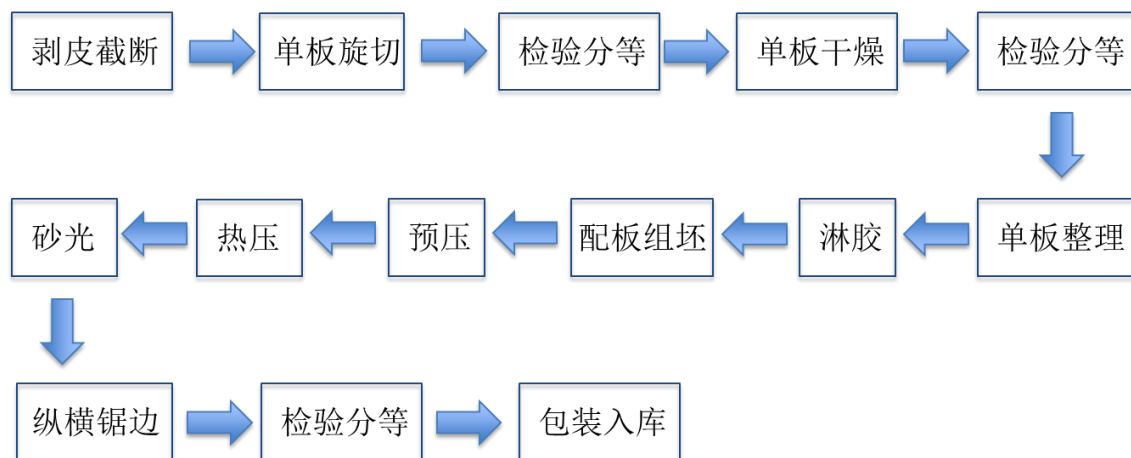 剥皮截断
单板旋切
检验分等
单板干燥
检验分等
单板整理
淋胶
配板组坯
预压
热压
砂光
纵横锯边
检验分等
包装入库